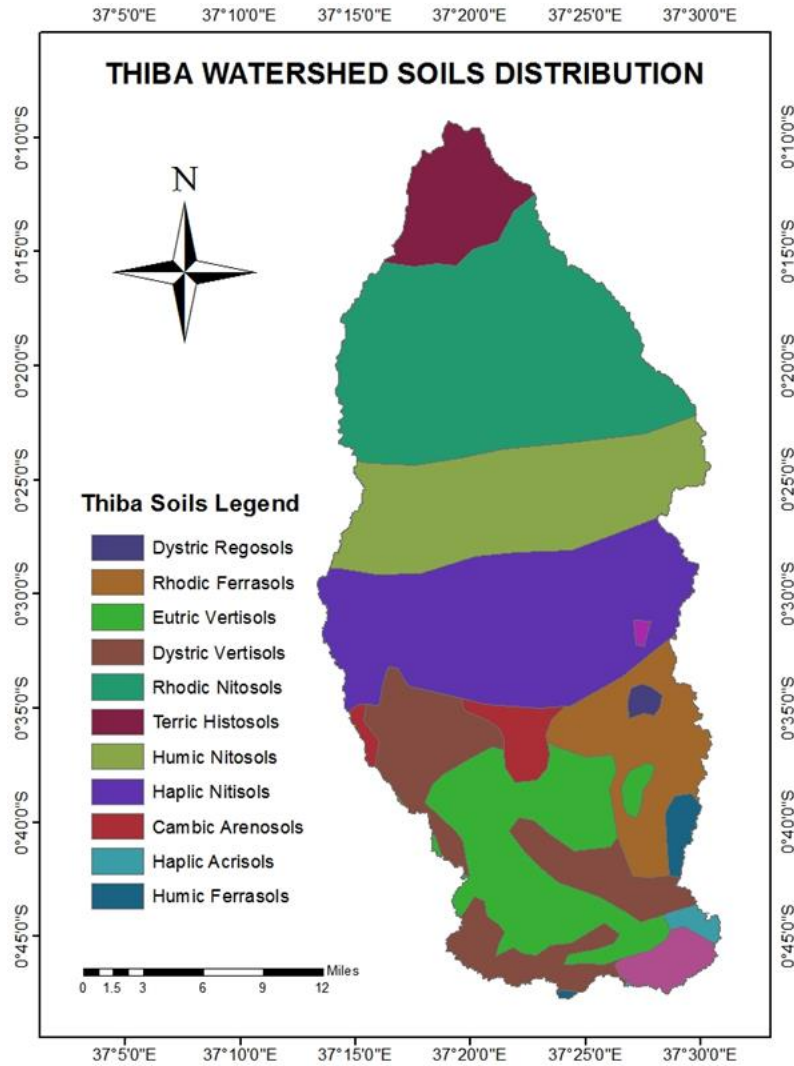 37°5'0"E 37°10'0"E 37°15'0"E 37°20'0"E 37°25'0"E 37°30'0"E
THIBA WATERSHED SOILS DISTRIBUTION
N
0°10'0"S 0°10'0"S
0°15'0"S 0°15'0"S
0°20'0"S 0°20'0"S
0°25'0"S 0°25'0"S
Thiba Soils Legend
Dystric Regosols
Rhodic Ferrasols
Eutric Vertisols
Dystric Vertisols
Rhodic Nitosols
Terric Histosols
Humic Nitosols
Haplic Nitisols
Cambic Arenosols
Haplic Acrisols
Humic Ferrasols
0°30'0"S 0°30'0"S
0°35'0"S 0°35'0"S
0°40'0"S 0°40'0"S
0°45'0"S 0°45'0"S
Miles
0 1.5 3 6 9 12
37°5'0"E 37°10'0"E 37°15'0"E 37°20'0"E 37°25'0"E 37°30'0"E